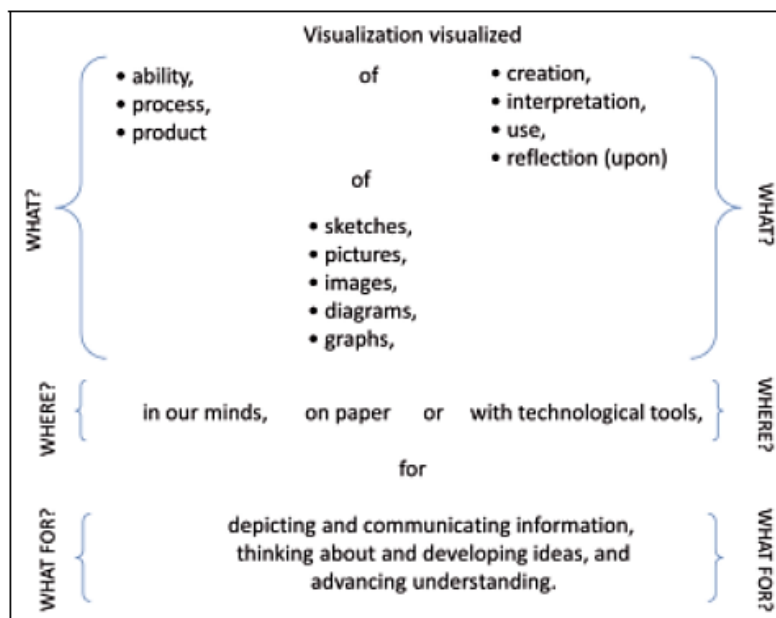 Visualization visualized
• ability, of • creation,
• process, • interpretation,
• product • use,
• reflection (upon)
of
WHAT? WHAT?
• sketches,
• pictures,
• images,
• diagrams,
• graphs,
WHERE? in our minds, on paper or with technological tools, WHERE?
for
WHAT FOR? WHAT FOR?
depicting and communicating information,
thinking about and developing ideas, and
advancing understanding.